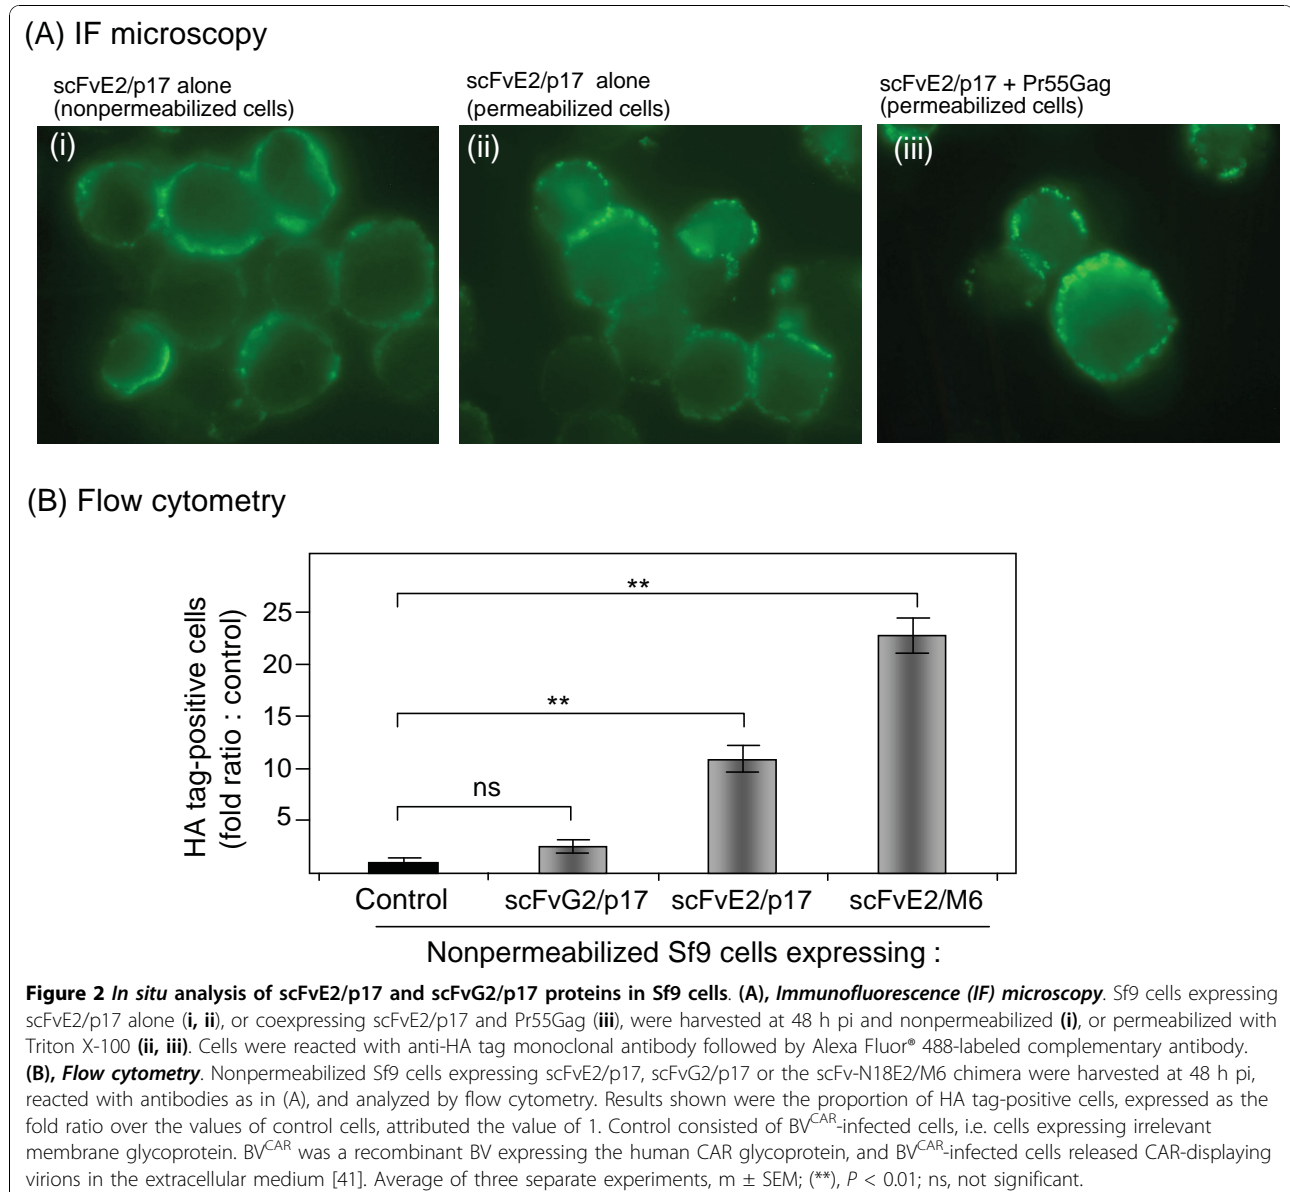 (A) IF microscopy
scFvE2/p17 alone
(nonpermeabilized cells)
scFvE2/p17 alone
(permeabilized cells)
scFvE2/p17 + Pr55Gag
(permeabilized cells)
(i)
(ii)
(iii)
(B) Flow cytometry
HA tag-positive cells
(fold ratio : control)
25
20
15
10
5
**
**
ns
Control
scFvG2/p17
scFvE2/p17
scFvE2/M6
Nonpermeabilized Sf9 cells expressing :
Figure 2 In situ analysis of scFvE2/p17 and scFvG2/p17 proteins in Sf9 cells. (A), Immunofluorescence (IF) microscopy. Sf9 cells expressing
scFvE2/p17 alone (i, ii), or coexpressing scFvE2/p17 and Pr55Gag (iii), were harvested at 48 h pi and nonpermeabilized (i), or permeabilized with
Triton X-100 (ii, iii). Cells were reacted with anti-HA tag monoclonal antibody followed by Alexa Fluor® 488-labeled complementary antibody.
(B), Flow cytometry. Nonpermeabilized Sf9 cells expressing scFvE2/p17, scFvG2/p17 or the scFv-N18E2/M6 chimera were harvested at 48 h pi,
reacted with antibodies as in (A), and analyzed by flow cytometry. Results shown were the proportion of HA tag-positive cells, expressed as the
fold ratio over the values of control cells, attributed the value of 1. Control consisted of BVCAR-infected cells, i.e. cells expressing irrelevant
membrane glycoprotein. BVCAR was a recombinant BV expressing the human CAR glycoprotein, and BVCAR-infected cells released CAR-displaying
virions in the extracellular medium [41]. Average of three separate experiments, m ± SEM; (**), P < 0.01; ns, not significant.